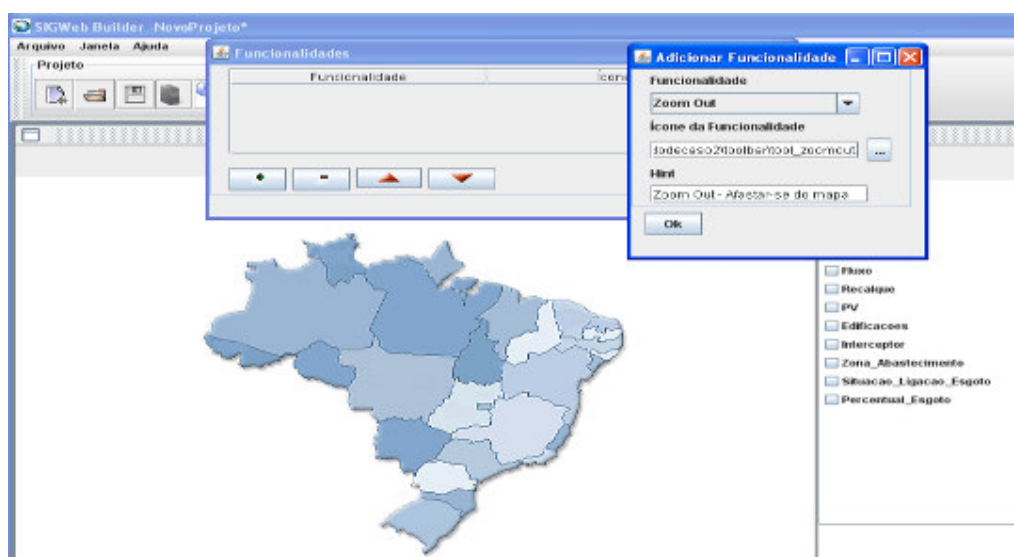 SIGWeb Builder -NovoProjeto*
Arquivo Janela Ajuda
Projeto
Funcionalidades
Funcionalidade
Ícone
+ -
Adicionar Funcionalidade
Funcionalidade
Zoom Out
Ícone da Funcionalidade
...
Hint
Zoom Out - Afastar-se do mapa
Ok
Fluxo
Recalque
PV
Edificacoes
Interceptor
Zona_Abastecimento
Situacao_Ligacao_Esgoto
Percentual_Esgoto